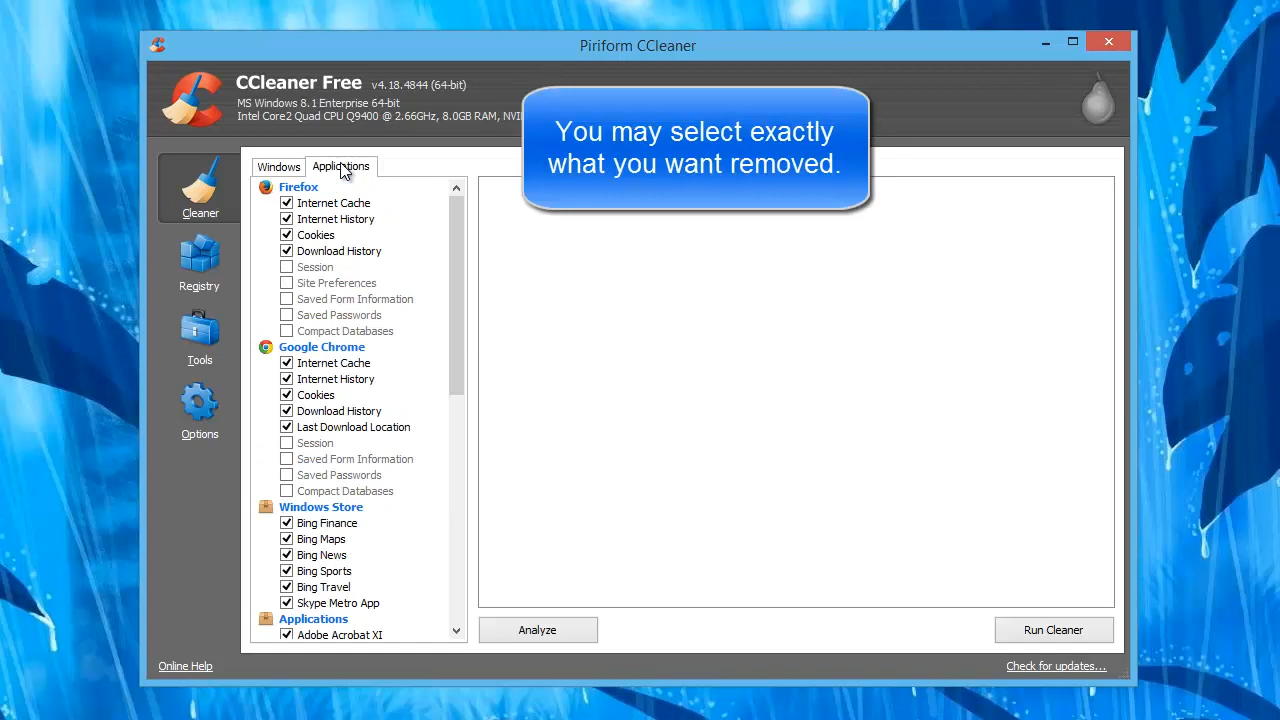 Piriform CCleaner
CCleaner Free v4.18.4844 (64-bit)
MS Windows 8.1 Enterprise 64-bit
Intel Core2 Quad CPU Q9400 @ 2.66GHz, 8.0GB RAM, NVI
You may select exactly
what you want removed.
Cleaner
Registry
Tools
Options
Windows Applications
Firefox
Internet Cache
Internet History
Cookies
Download History
Session
Site Preferences
Saved Form Information
Saved Passwords
Compact Databases
Google Chrome
Internet Cache
Internet History
Cookies
Download History
Last Download Location
Session
Saved Form Information
Saved Passwords
Compact Databases
Windows Store
Bing Finance
Bing Maps
Bing News
Bing Sports
Bing Travel
Skype Metro App
Applications
Adobe Acrobat XI
Analyze
Run Cleaner
Online Help
Check for updates...